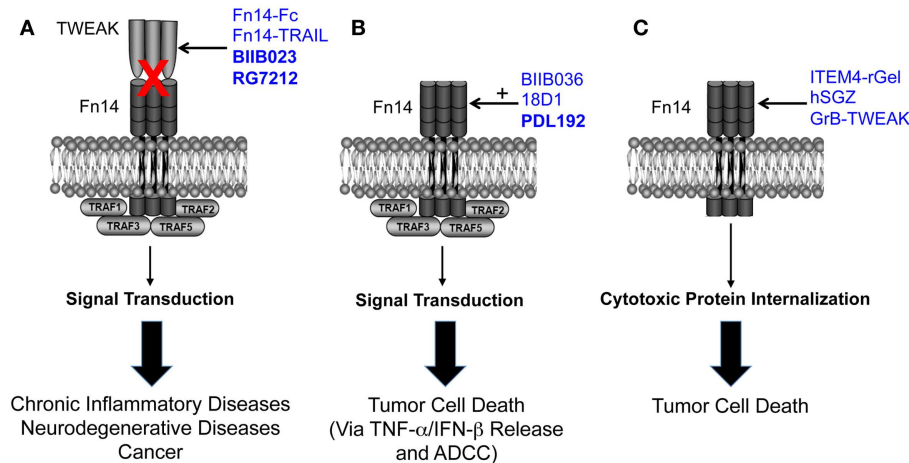 A
TWEAK
Fn14-Fc
Fn14-TRAIL
BIIB023
RG7212
X
Fn14
TRAF1
TRAF2
TRAF3
TRAF5
Signal Transduction
Chronic Inflammatory Diseases
Neurodegenerative Diseases
Cancer
B
Fn14
+
BIIB036
18D1
PDL192
TRAF1
TRAF2
TRAF3
TRAF5
Signal Transduction
Tumor Cell Death
(Via TNF-α/IFN-β Release
and ADCC)
C
Fn14
ITEM4-rGel
hSGZ
GrB-TWEAK
Cytotoxic Protein Internalization
Tumor Cell Death